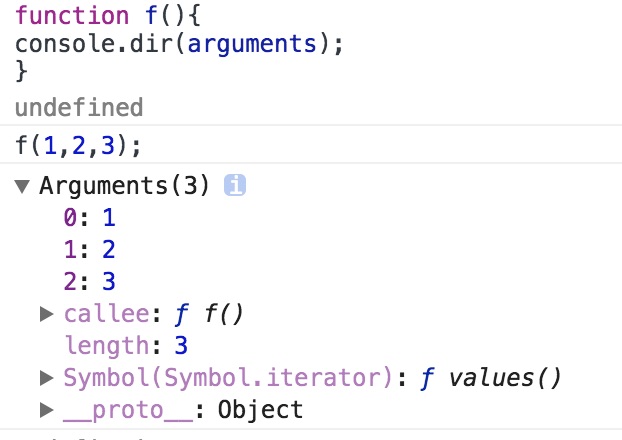 function f(){
console.dir(arguments);
}
undefined
f(1,2,3);
▼ Arguments(3) i
0: 1
1: 2
2: 3
▶ callee: ƒ f()
length: 3
▶ Symbol(Symbol.iterator): ƒ values()
▶ __proto__: Object